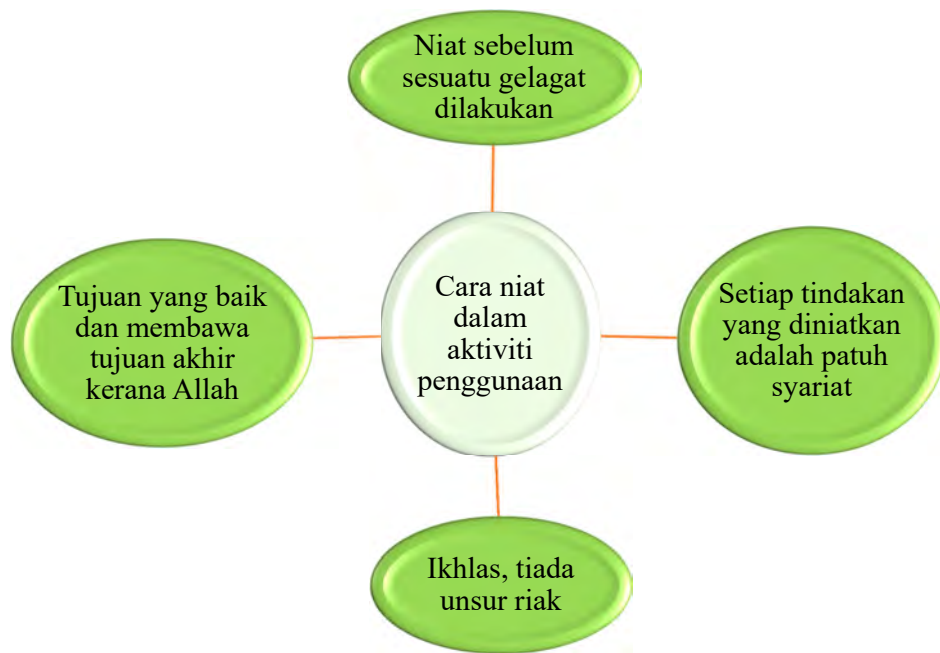 Niat sebelum
sesuatu gelagat
dilakukan
Tujuan yang baik
dan membawa
tujuan akhir
kerana Allah
Cara niat
dalam
aktiviti
penggunaan
Setiap tindakan
yang diniatkan
adalah patuh
syariat
Ikhlas, tiada
unsur riak